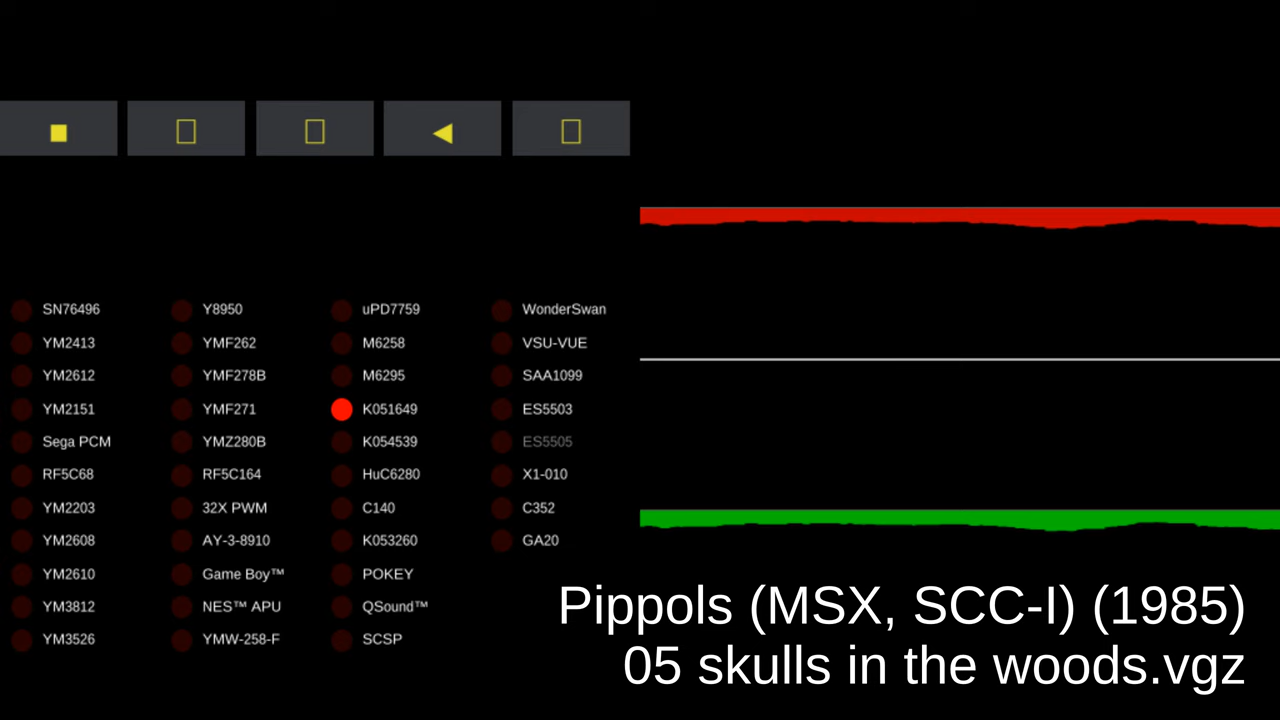 SN76496 Y8950 uPD7759 WonderSwan
YM2413 YMF262 M6258 VSU-VUE
YM2612 YMF278B M6295 SAA1099
YM2151 YMF271 K051649 ES5503
Sega PCM YMZ280B K054539 ES5505
RF5C68 RF5C164 HuC6280 X1-010
YM2203 32X PWM C140 C352
YM2608 AY-3-8910 K053260 GA20
YM2610 Game Boy™ POKEY
YM3812 NES™ APU QSound™
YM3526 YMW-258-F SCSP
Pippols (MSX, SCC-I) (1985)
05 skulls in the woods.vgz